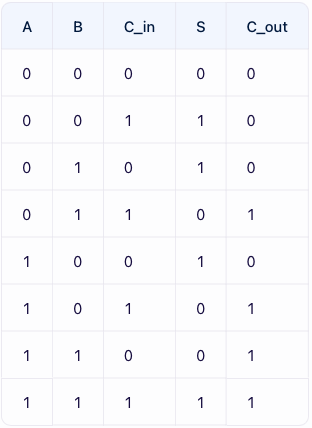 A B C_in S C_out
0 0 0 0 0
0 0 1 1 0
0 1 0 1 0
0 1 1 0 1
1 0 0 1 0
1 0 1 0 1
1 1 0 0 1
1 1 1 1 1